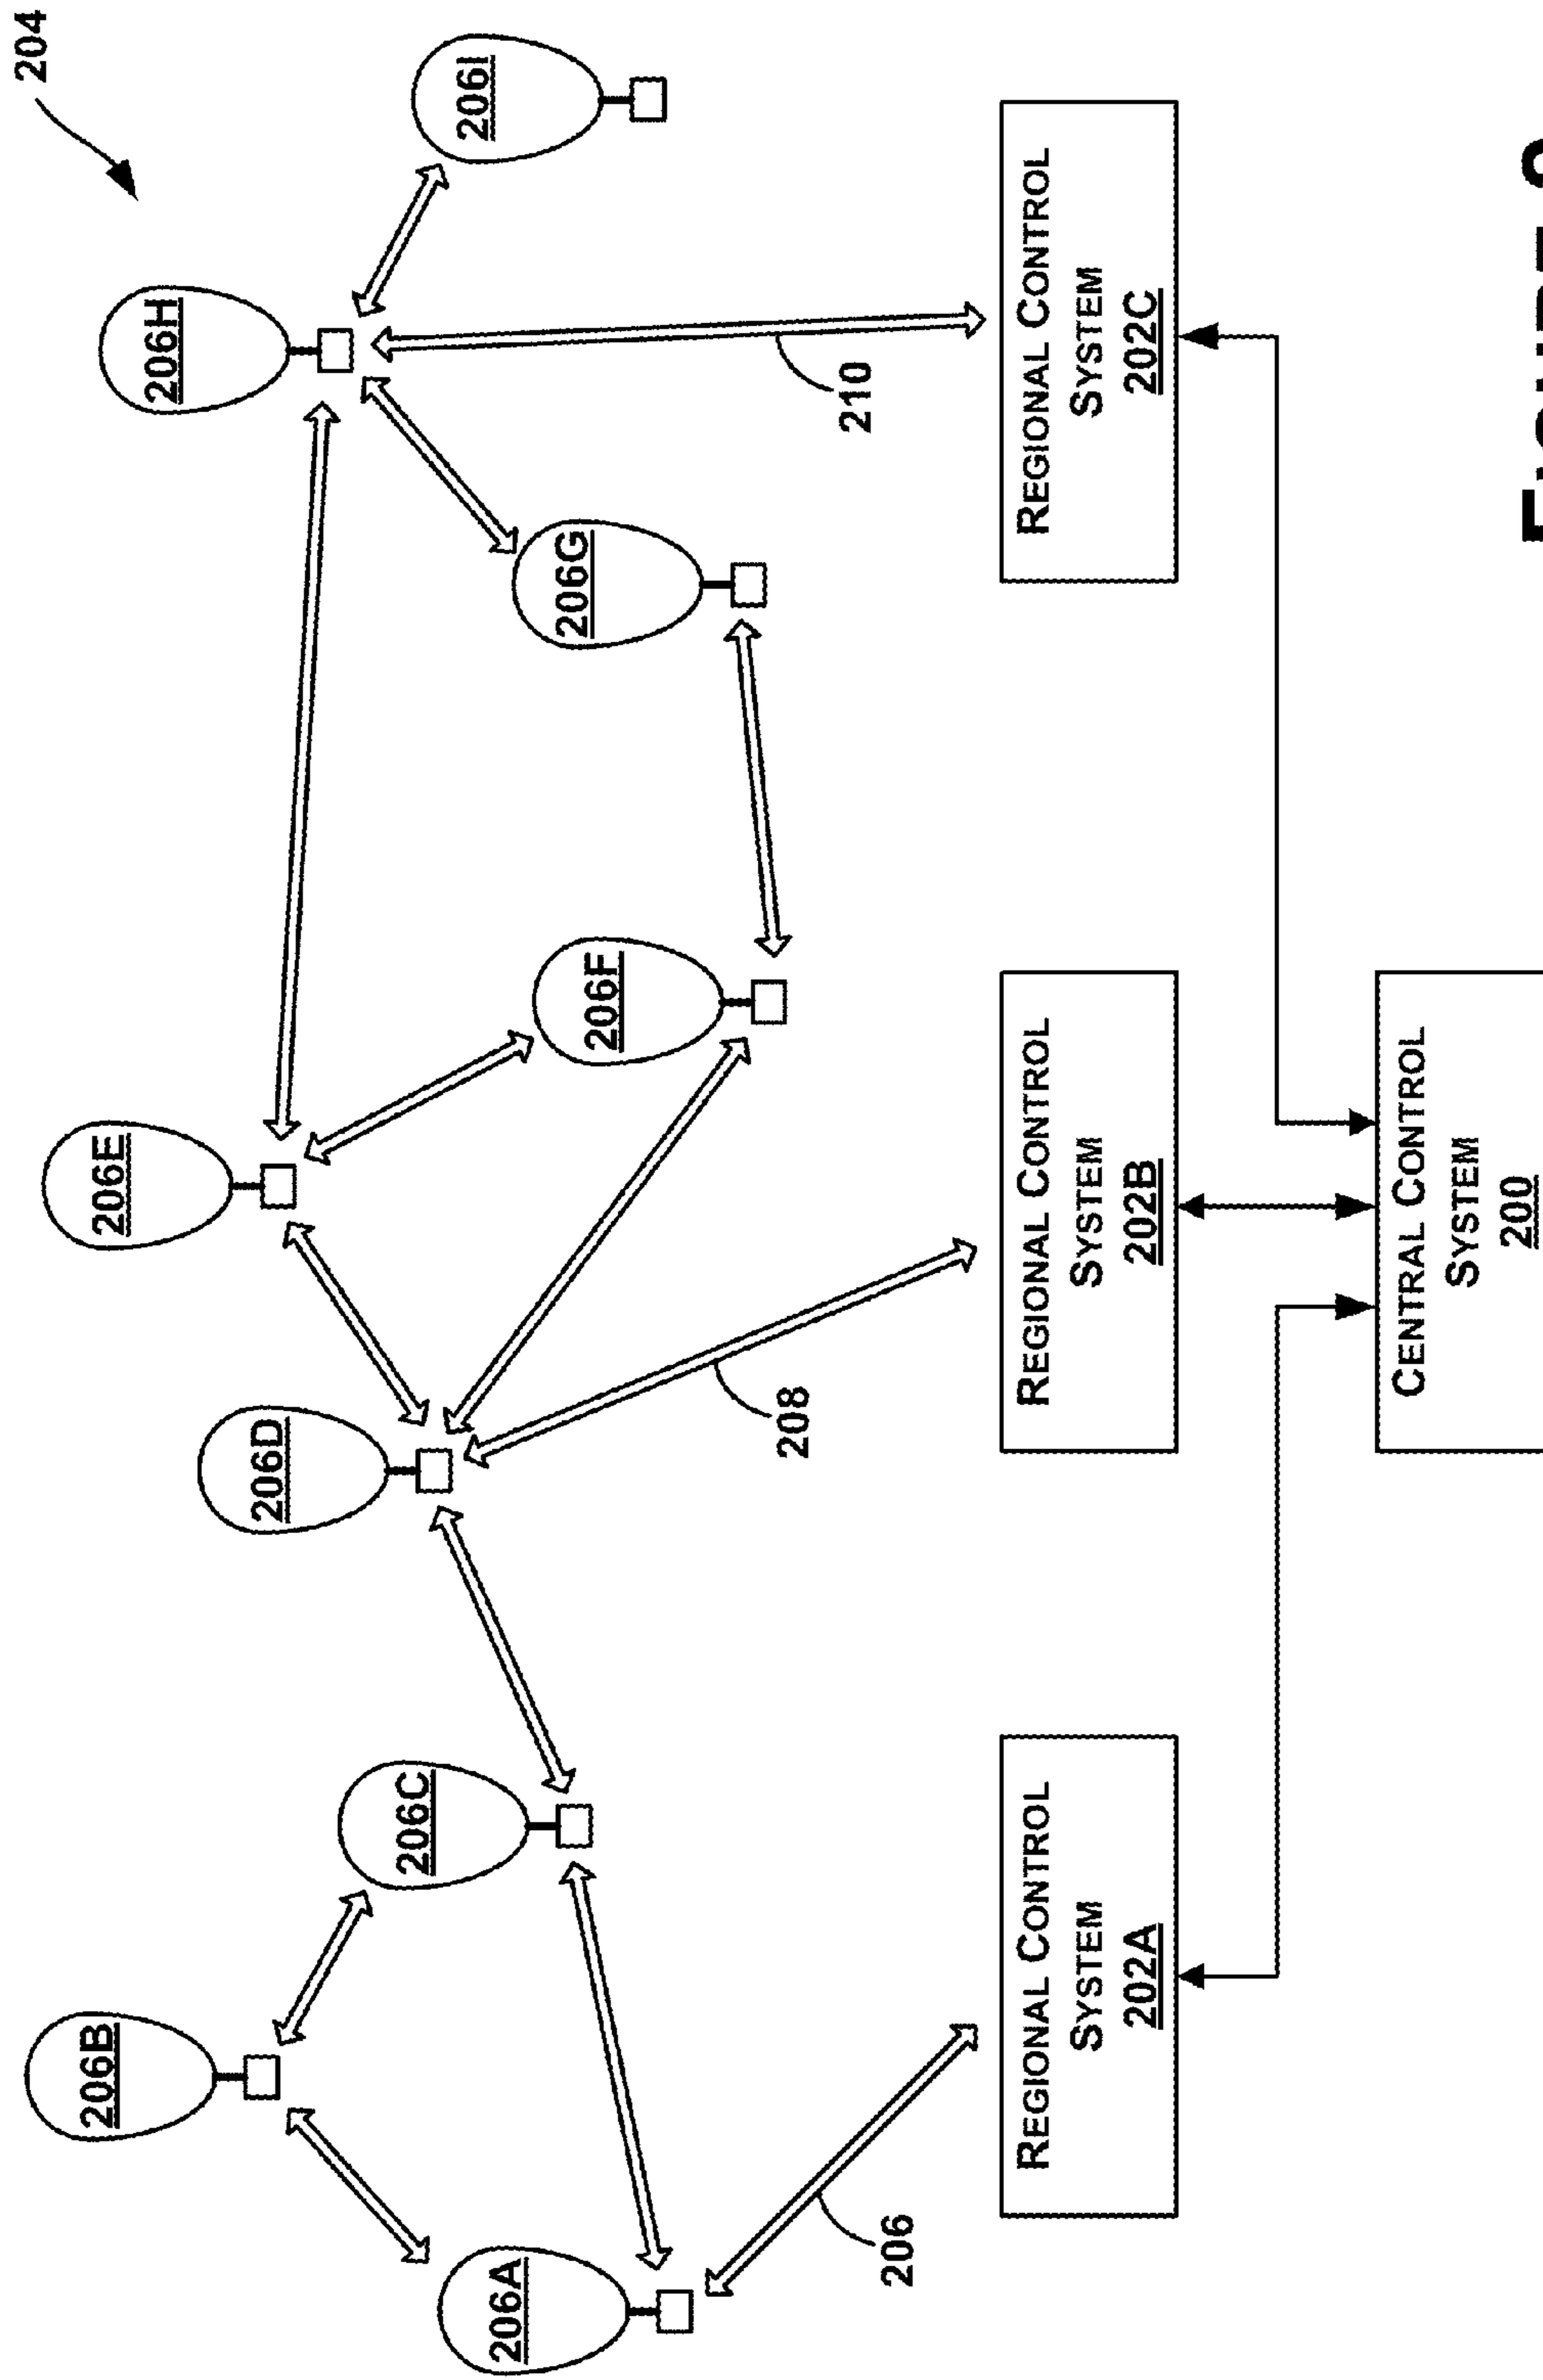 204
206B
206E
206H
206D
206C
206I
206A
206F
206G
206
208
210
REGIONAL CONTROL
SYSTEM
202A
REGIONAL CONTROL
SYSTEM
202B
REGIONAL CONTROL
SYSTEM
202C
CENTRAL CONTROL
SYSTEM
200